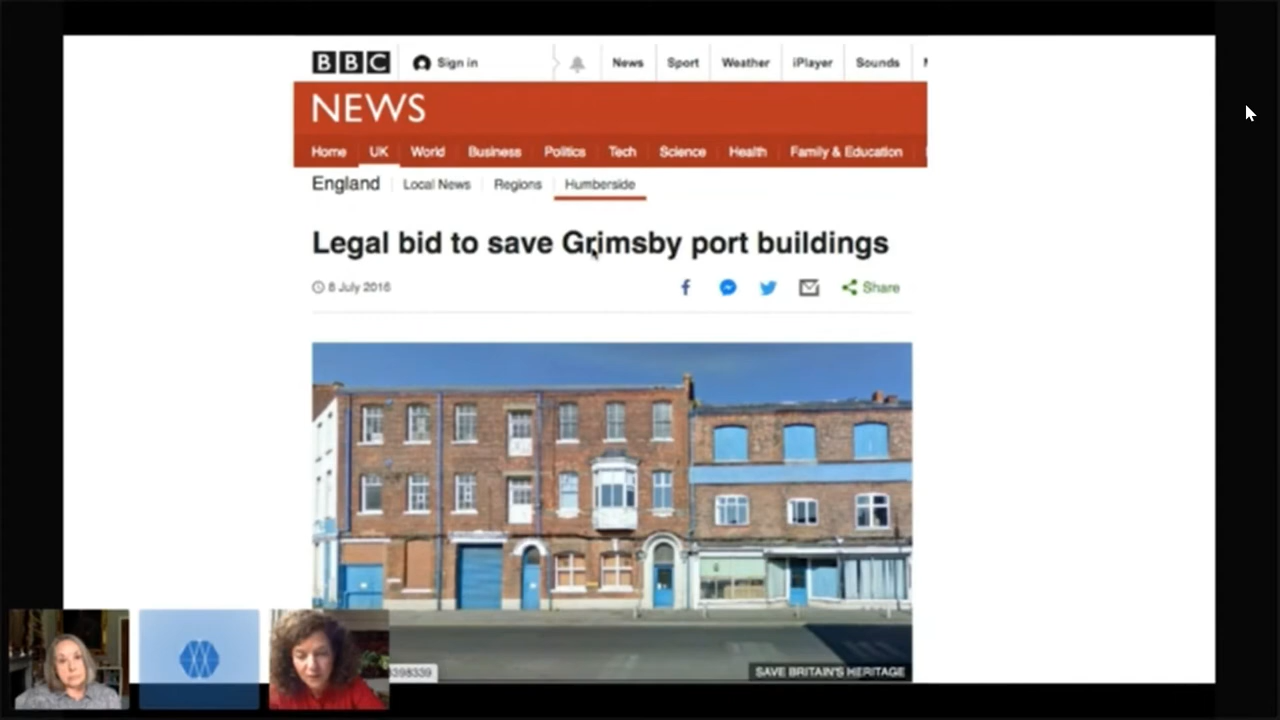 BBC Sign in News Sport Weather iPlayer Sounds
NEWS
Home UK World Business Politics Tech Science Health Family & Education
England Local News Regions Humberside
Legal bid to save Grimsby port buildings
8 July 2016 Share
398339 SAVE BRITAIN'S HERITAGE